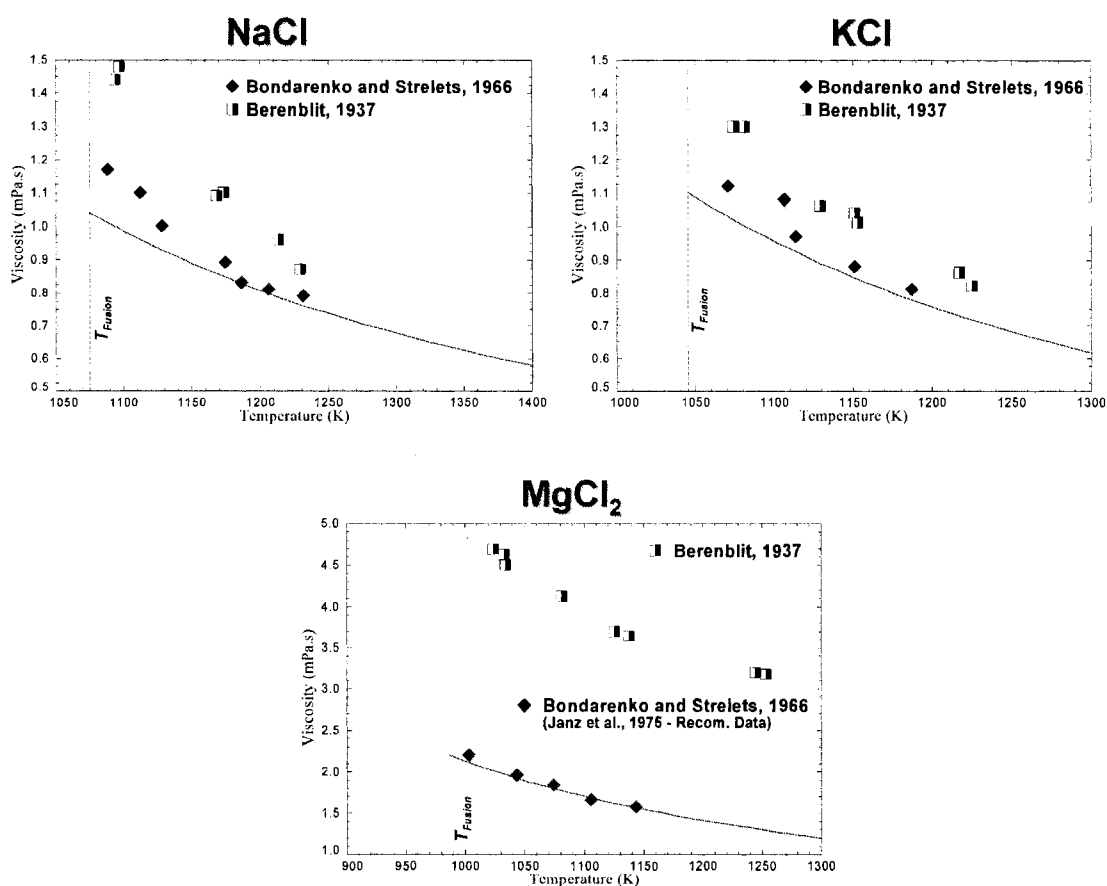 NaCl
1.5
1.4
1.3
1.2
1.1
1.0
0.9
0.8
0.7
0.6
0.5
Viscosity (mPa.s)
Bondarenko and Strelets, 1966
Berenblit, 1937
T Fusion
1050 1100 1150 1200 1250 1300 1350 1400
Temperature (K)
KCl
1.5
1.4
1.3
1.2
1.1
1.0
0.9
0.8
0.7
0.6
0.5
Viscosity (mPa.s)
Bondarenko and Strelets, 1966
Berenblit, 1937
T Fusion
1000 1050 1100 1150 1200 1250 1300
Temperature (K)
MgCl2
5.0
4.5
4.0
3.5
3.0
2.5
2.0
1.5
1.0
Viscosity (mPa.s)
Berenblit, 1937
Bondarenko and Strelets, 1966
(Janz et al., 1975 - Recom. Data)
T Fusion
900 950 1000 1050 1100 1150 1200 1250 1300
Temperature (K)